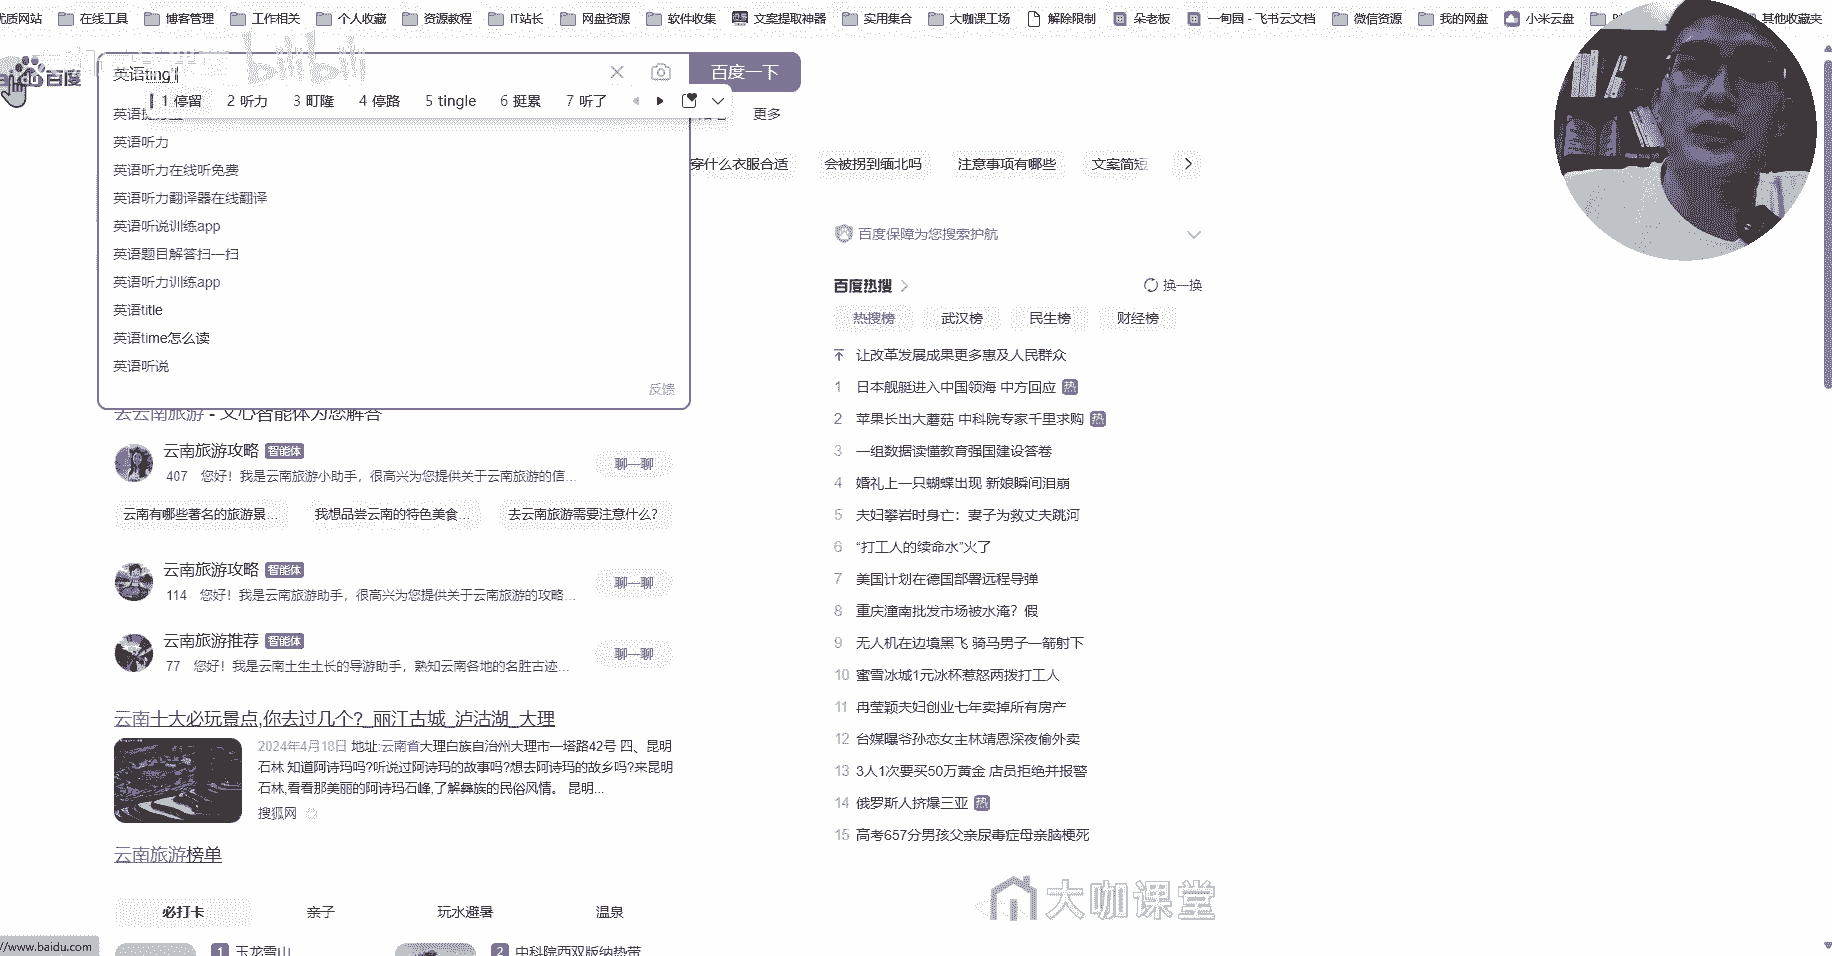 优质网站 在线工具 博客管理 工作相关 个人收藏 资源教程 IT站长 网盘资源 软件收集 文案提取神器 实用集合 大咖课工场 解除限制 朵老板 一甸园 - 飞书云文档 微信资源 我的网盘 小米云盘 其他收藏夹
bilibili
百度 英语ting'l 百度一下
1 停留 2 听力 3 町隆 4 停路 5 tingle 6 挺累 7 听了
更多
英语听力
英语听力在线听免费
英语听力翻译器在线翻译
英语听说训练app
英语题目解答扫一扫
英语听力训练app
英语title
英语time怎么读
英语听说
反馈
穿什么衣服合适 会被拐到缅北吗 注意事项有哪些 文案简短
百度保障为您搜索护航
百度热搜 换一换
热搜榜 武汉榜 民生榜 财经榜
让改革发展成果更多惠及人民群众
1 日本舰艇进入中国领海 中方回应 热
2 苹果长出大蘑菇 中科院专家千里求购 热
3 一组数据读懂教育强国建设答卷
4 婚礼上一只蝴蝶出现 新娘瞬间泪崩
5 夫妇攀岩时身亡：妻子为救丈夫跳河
6 “打工人的续命水”火了
7 美国计划在德国部署远程导弹
8 重庆潼南批发市场被水淹？假
9 无人机在边境黑飞 骑马男子一箭射下
10 蜜雪冰城1元冰杯惹怒两拨打工人
11 冉莹颖夫妇创业七年卖掉所有房产
12 台媒曝爷孙恋女主林靖恩深夜偷外卖
13 3人1次要买50万黄金 店员拒绝并报警
14 俄罗斯人挤爆三亚 热
15 高考657分男孩父亲尿毒症母亲脑梗死
去云南旅游 - 文心智能体为您解答
云南旅游攻略 智能体
407 您好！我是云南旅游小助手，很高兴为您提供关于云南旅游的信... 聊一聊
云南有哪些著名的旅游景... 我想品尝云南的特色美食... 去云南旅游需要注意什么?
云南旅游攻略 智能体
114 您好！我是云南旅游助手，很高兴为您提供关于云南旅游的攻略... 聊一聊
云南旅游推荐 智能体
77 您好！我是云南土生土长的导游助手，熟知云南各地的名胜古迹... 聊一聊
云南十大必玩景点,你去过几个?_丽江古城_泸沽湖_大理
2024年4月18日 地址:云南省大理白族自治州大理市一塔路42号 四、昆明
石林 知道阿诗玛吗?听说过阿诗玛的故事吗?想去阿诗玛的故乡吗?来昆明
石林,看看那美丽的阿诗玛石峰,了解彝族的民俗风情。 昆明...
搜狐网
云南旅游榜单
必打卡 亲子 玩水避暑 温泉
1 玉龙雪山 2 中科院西双版纳热带
//www.baidu.com
大咖课堂